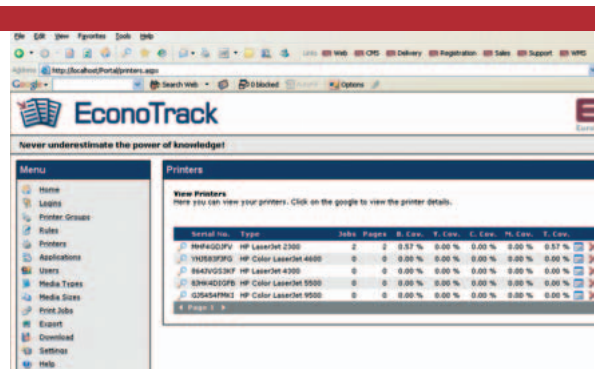 File Edit View Favorites Tools Help
Links Web CMS Delivery Registration Sales Support WMS
Address http://localhost/Portal/printers.aspx
Google Search Web 0 blocked Options
EconoTrack
Never underestimate the power of knowledge!
Menu
Home
Logins
Printer Groups
Rules
Printers
Applications
Users
Media Types
Media Sizes
Print Jobs
Export
Download
Settings
Help
Printers
View Printers
Here you can view your printers. Click on the google to view the printer details.
Serial No. Type Jobs Pages B. Cov. Y. Cov. C. Cov. M. Cov. T. Cov.
HP LaserJet 2300 2 2 0.57 % 0.00 % 0.00 % 0.00 % 0.57 %
HP Color LaserJet 4600 0 0 0.00 % 0.00 % 0.00 % 0.00 % 0.00 %
HP LaserJet 4300 0 0 0.00 % 0.00 % 0.00 % 0.00 % 0.00 %
HP Color LaserJet 5500 0 0 0.00 % 0.00 % 0.00 % 0.00 % 0.00 %
HP Color LaserJet 9500 0 0 0.00 % 0.00 % 0.00 % 0.00 % 0.00 %
Page 1